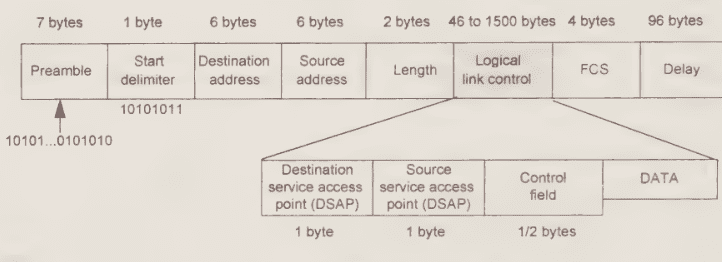 7 bytes
1 byte
6 bytes
6 bytes
2 bytes
46 to 1500 bytes
4 bytes
96 bytes
Preamble
Start
delimiter
Destination
address
Source
address
Length
Logical
link control
FCS
Delay
10101011
10101...0101010
Destination
service access
point (DSAP)
Source
service access
point (DSAP)
Control
field
DATA
1 byte
1 byte
1/2 bytes